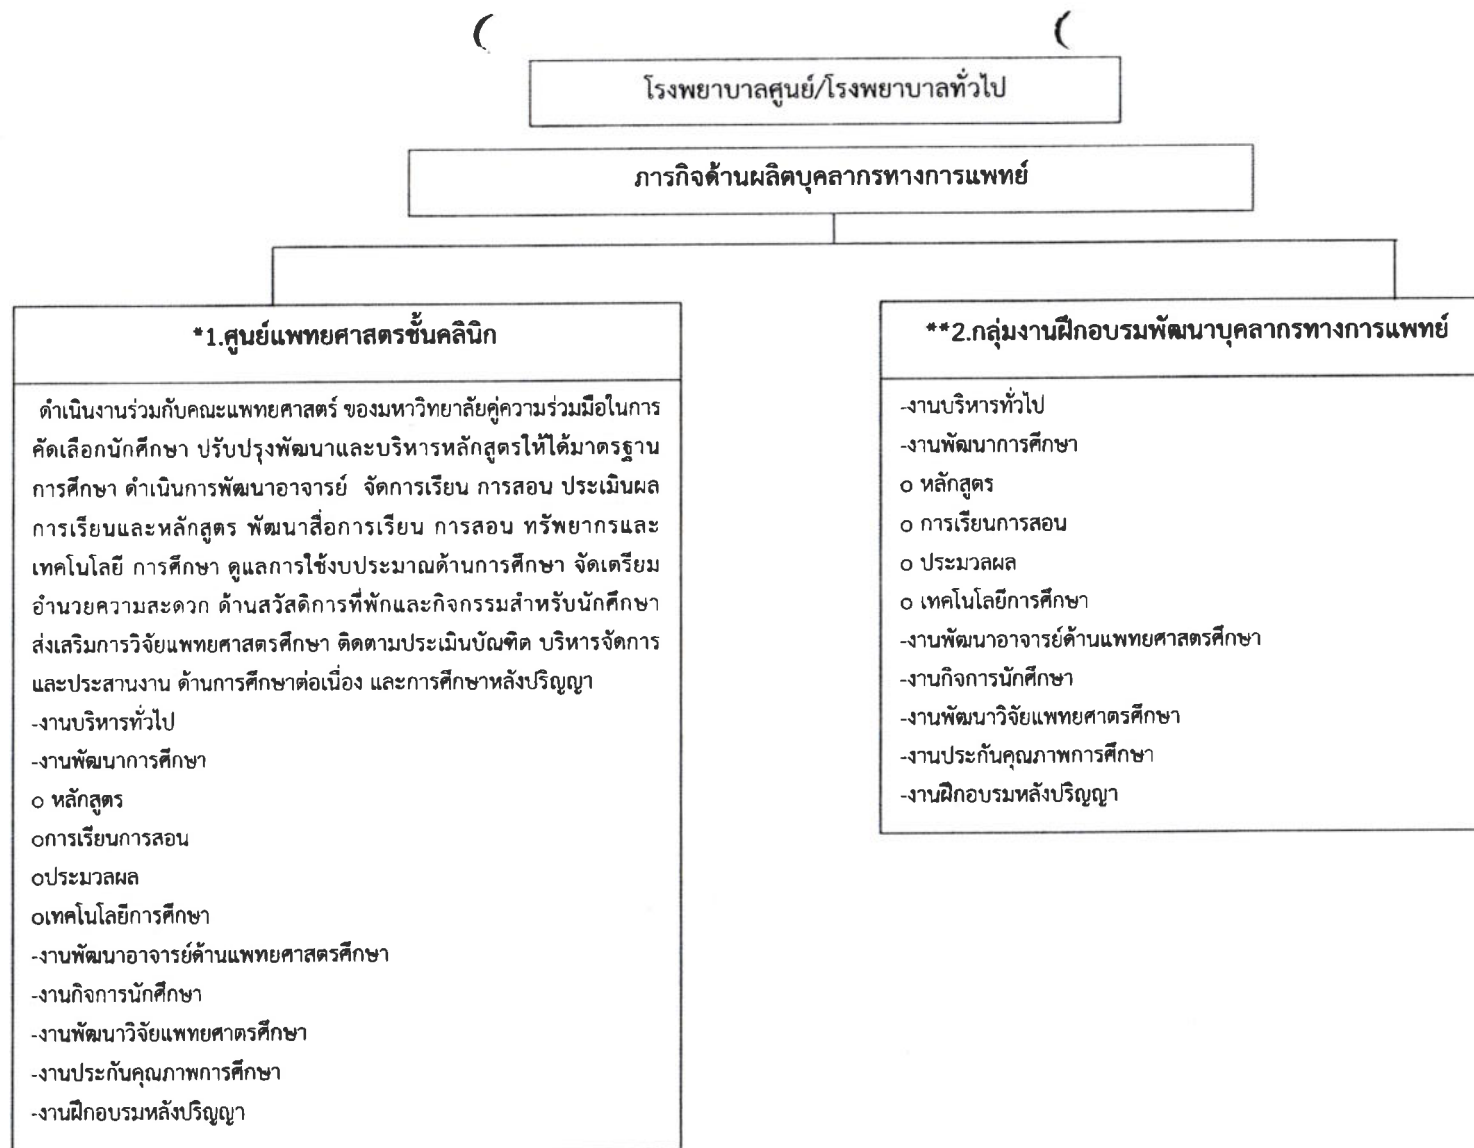 โรงพยาบาลศูนย์/โรงพยาบาลทั่วไป
ภารกิจด้านผลิตบุคลากรทางการแพทย์
*1.ศูนย์แพทยศาสตรชั้นคลินิก
ดำเนินงานร่วมกับคณะแพทยศาสตร์ ของมหาวิทยาลัยคู่ความร่วมมือในการ
คัดเลือกนักศึกษา ปรับปรุงพัฒนาและบริหารหลักสูตรให้ได้มาตรฐาน
การศึกษา ดำเนินการพัฒนาอาจารย์ จัดการเรียน การสอน ประเมินผล
การเรียนและหลักสูตร พัฒนาสื่อการเรียน การสอน ทรัพยากรและ
เทคโนโลยี การศึกษา ดูแลการใช้งบประมาณด้านการศึกษา จัดเตรียม
อำนวยความสะดวก ด้านสวัสดิการที่พักและกิจกรรมสำหรับนักศึกษา
ส่งเสริมการวิจัยแพทยศาสตรศึกษา ติดตามประเมินบัณฑิต บริหารจัดการ
และประสานงาน ด้านการศึกษาต่อเนื่อง และการศึกษาหลังปริญญา
-งานบริหารทั่วไป
-งานพัฒนาการศึกษา
o หลักสูตร
oการเรียนการสอน
oประมวลผล
oเทคโนโลยีการศึกษา
-งานพัฒนาอาจารย์ด้านแพทยศาสตรศึกษา
-งานกิจการนักศึกษา
-งานพัฒนาวิจัยแพทยศาตรศึกษา
-งานประกันคุณภาพการศึกษา
-งานฝึกอบรมหลังปริญญา
**2.กลุ่มงานฝึกอบรมพัฒนาบุคลากรทางการแพทย์
-งานบริหารทั่วไป
-งานพัฒนาการศึกษา
o หลักสูตร
o การเรียนการสอน
o ประมวลผล
o เทคโนโลยีการศึกษา
-งานพัฒนาอาจารย์ด้านแพทยศาสตรศึกษา
-งานกิจการนักศึกษา
-งานพัฒนาวิจัยแพทยศาตรศึกษา
-งานประกันคุณภาพการศึกษา
-งานฝึกอบรมหลังปริญญา